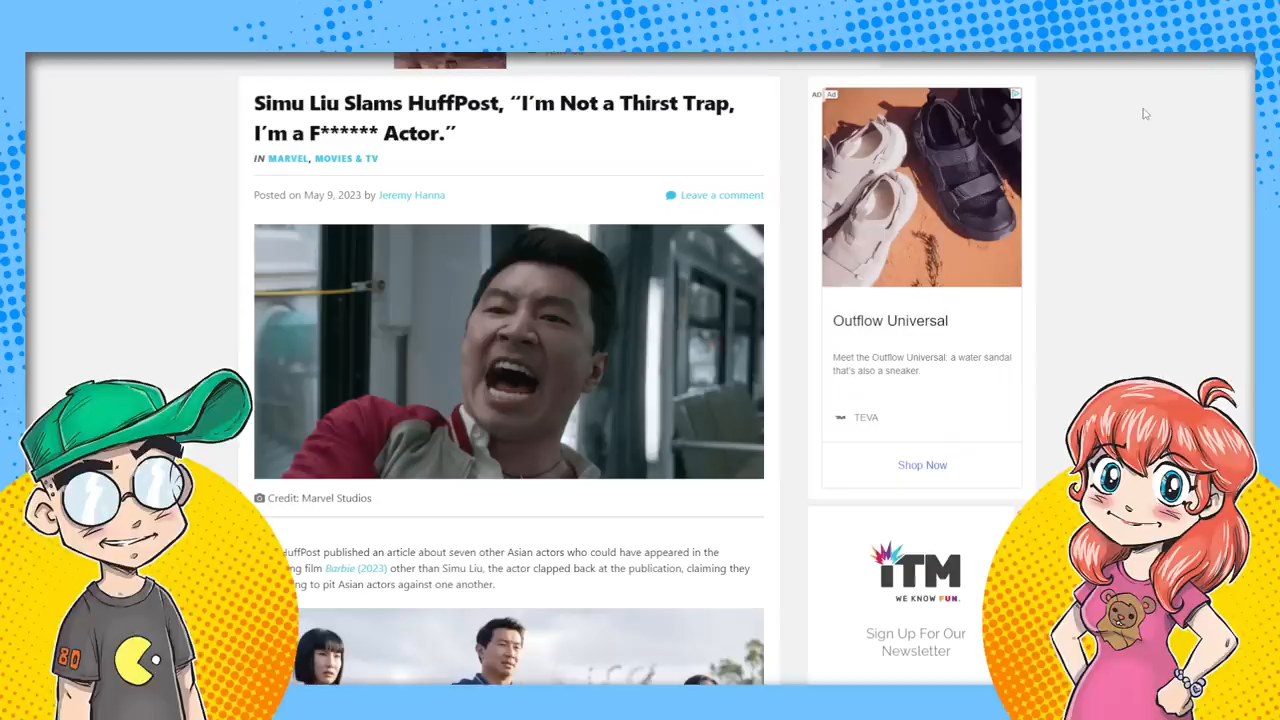 Simu Liu Slams HuffPost, “I´m Not a Thirst Trap,
I´m a F****** Actor.”
IN MARVEL, MOVIES & TV
Posted on May 9, 2023 by Jeremy Hanna
Leave a comment
Credit: Marvel Studios
HuffPost published an article about seven other Asian actors who could have appeared in the
ng film Barbie (2023) other than Simu Liu, the actor clapped back at the publication, claiming they
ng to pit Asian actors against one another.
AD Ad
Outflow Universal
Meet the Outflow Universal: a water sandal
that's also a sneaker.
TEVA
Shop Now
iTM
WE KNOW FUN.
Sign Up For Our
Newsletter
80